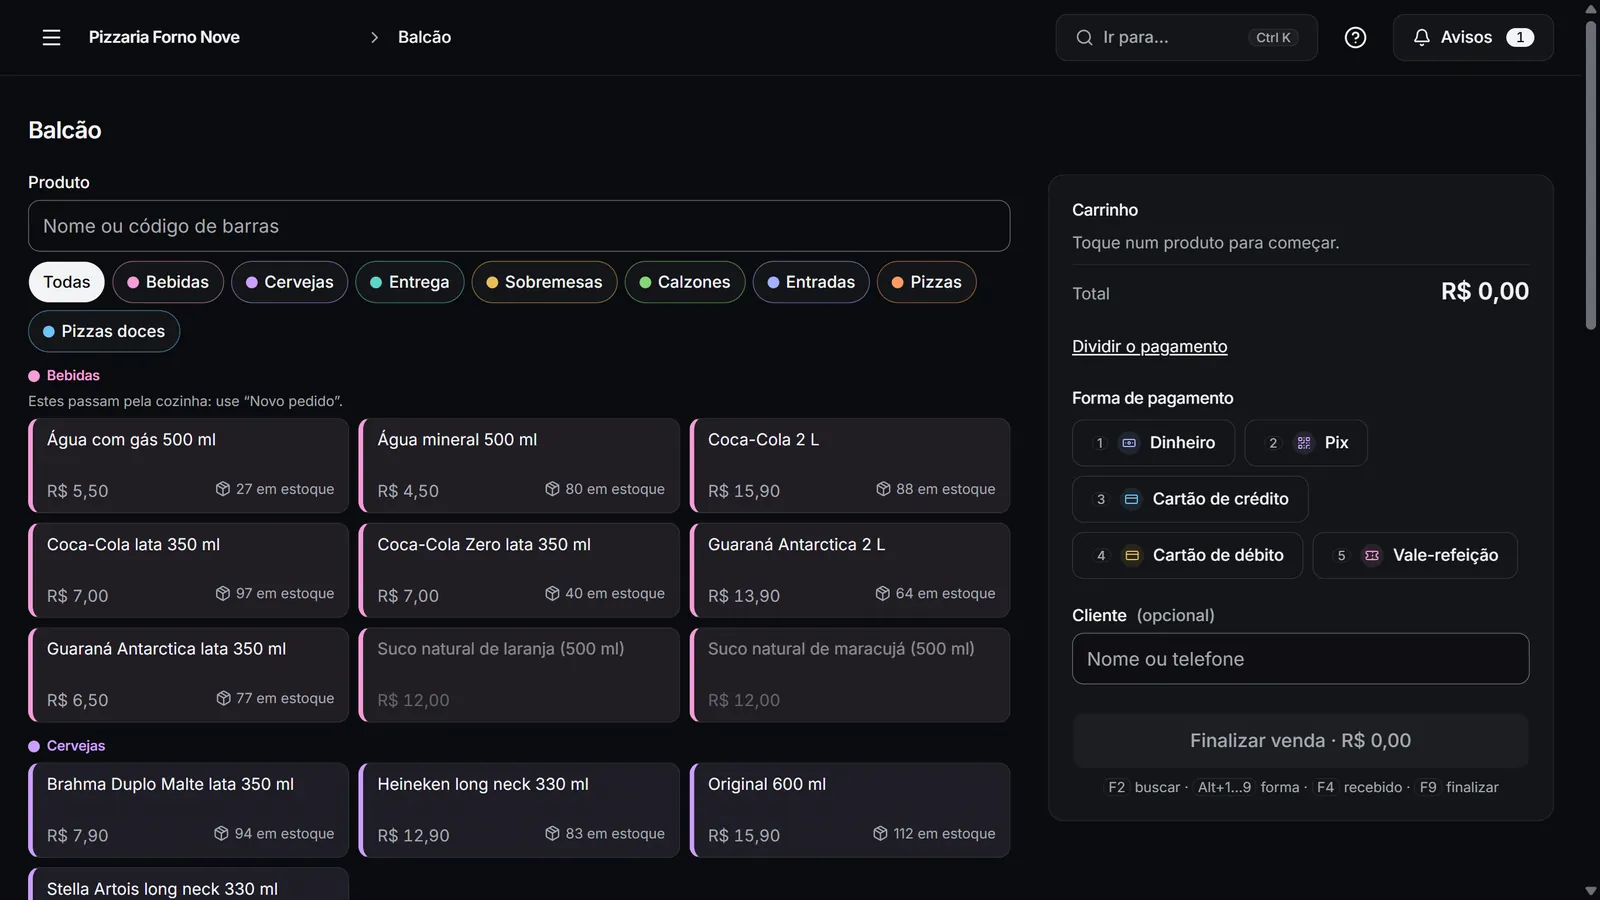 Pizzaria Forno Nove
Balcão
Ir para...
Ctrl K
Avisos 1
Balcão
Produto
Nome ou código de barras
Todas
Bebidas
Cervejas
Entrega
Sobremesas
Calzones
Entradas
Pizzas
Pizzas doces
Bebidas
Estes passam pela cozinha: use “Novo pedido”.
Água com gás 500 ml
R$ 5,50
27 em estoque
Água mineral 500 ml
R$ 4,50
80 em estoque
Coca-Cola 2 L
R$ 15,90
88 em estoque
Coca-Cola lata 350 ml
R$ 7,00
97 em estoque
Coca-Cola Zero lata 350 ml
R$ 7,00
40 em estoque
Guaraná Antarctica 2 L
R$ 13,90
64 em estoque
Guaraná Antarctica lata 350 ml
R$ 6,50
77 em estoque
Suco natural de laranja (500 ml)
R$ 12,00
Suco natural de maracujá (500 ml)
R$ 12,00
Cervejas
Brahma Duplo Malte lata 350 ml
R$ 7,90
94 em estoque
Heineken long neck 330 ml
R$ 12,90
83 em estoque
Original 600 ml
R$ 15,90
112 em estoque
Stella Artois long neck 330 ml
Carrinho
Toque num produto para começar.
Total
R$ 0,00
Dividir o pagamento
Forma de pagamento
1 Dinheiro
2 Pix
3 Cartão de crédito
4 Cartão de débito
5 Vale-refeição
Cliente (opcional)
Nome ou telefone
Finalizar venda · R$ 0,00
F2 buscar · Alt+1…9 forma · F4 recebido · F9 finalizar